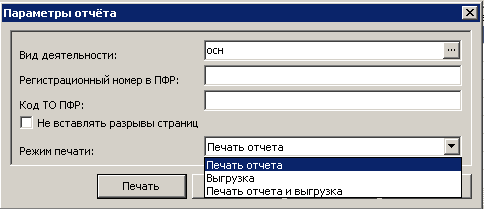 Параметры отчёта
Вид деятельности: осн ...
Регистрационный номер в ПФР:
Код ТО ПФР:
Не вставлять разрывы страниц
Режим печати: Печать отчета
Печать отчета
Выгрузка
Печать отчета и выгрузка
Печать